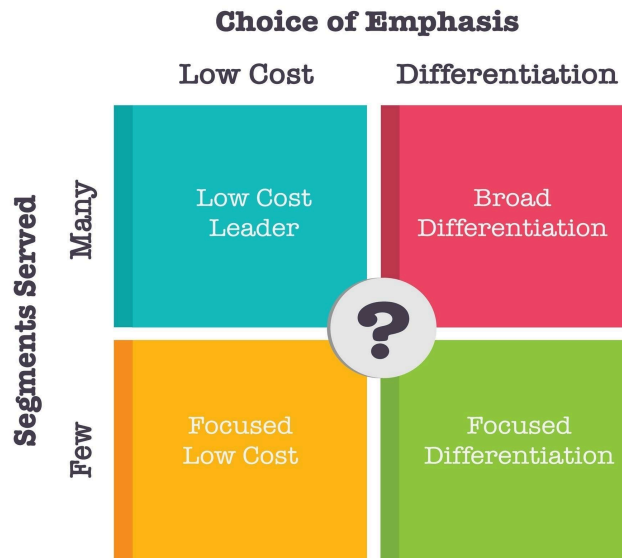 Choice of Emphasis
Low Cost
Differentiation
Segments Served
Many
Low Cost
Leader
Broad
Differentiation
?
Few
Focused
Low Cost
Focused
Differentiation